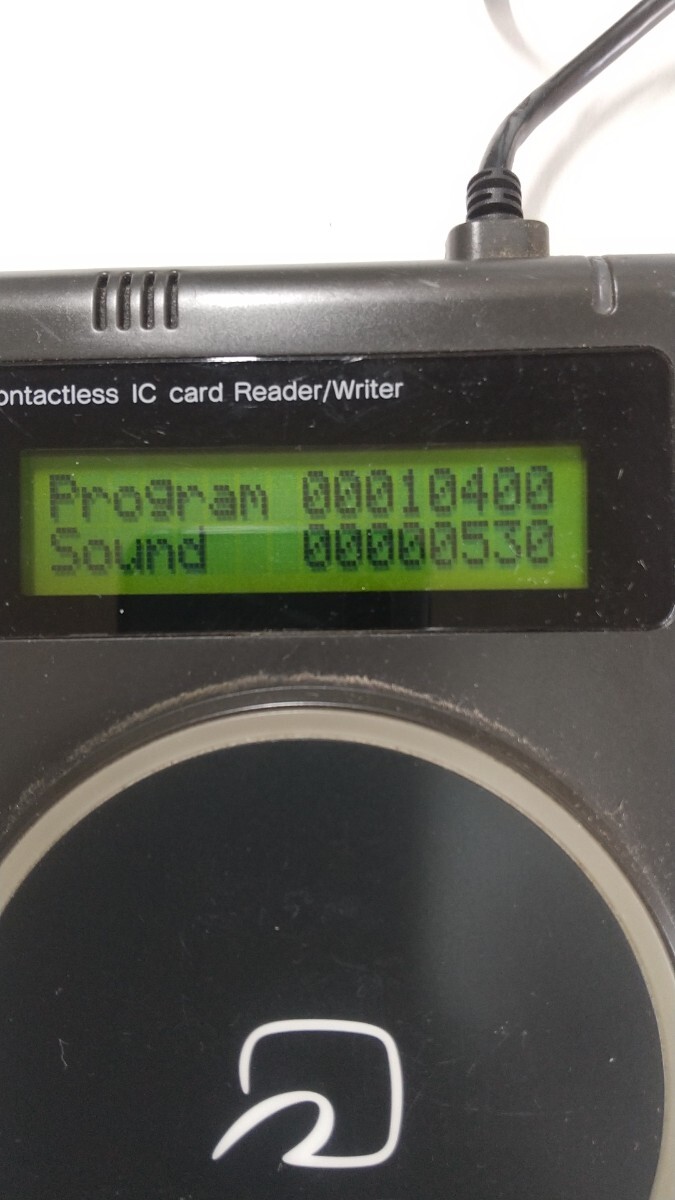 ontactless IC card Reader/Writer
Program 00010400
Sound 00000530